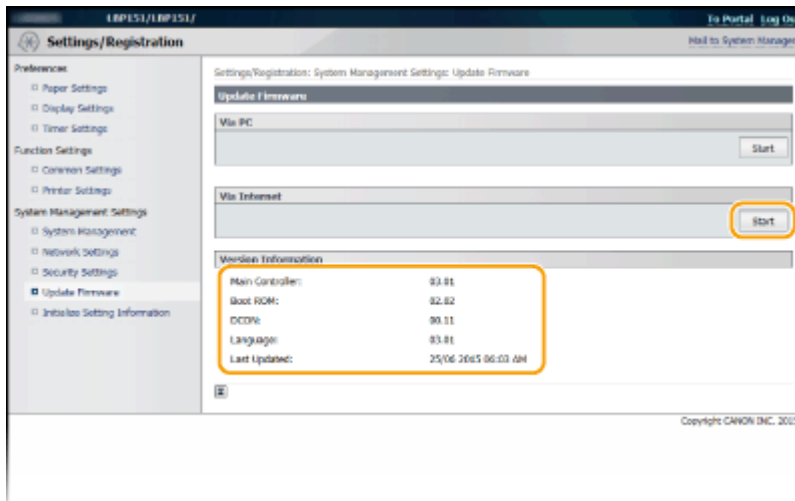 LBP151/LBP151/
To Portal Log Ou
Settings/Registration
Mail to System Manager
Preferences
Paper Settings
Display Settings
Timer Settings
Function Settings
Common Settings
Printer Settings
System Management Settings
System Management
Network Settings
Security Settings
Update Firmware
Initialize Setting Information
Settings/Registration: System Management Settings: Update Firmware
Update Firmware
Via PC
Start
Via Internet
Start
Version Information
Main Controller: 03.01
Boot ROM: 02.02
DCON: 00.11
Language: 03.01
Last Updated: 25/06 2015 06:03 AM
Copyright CANON INC. 201